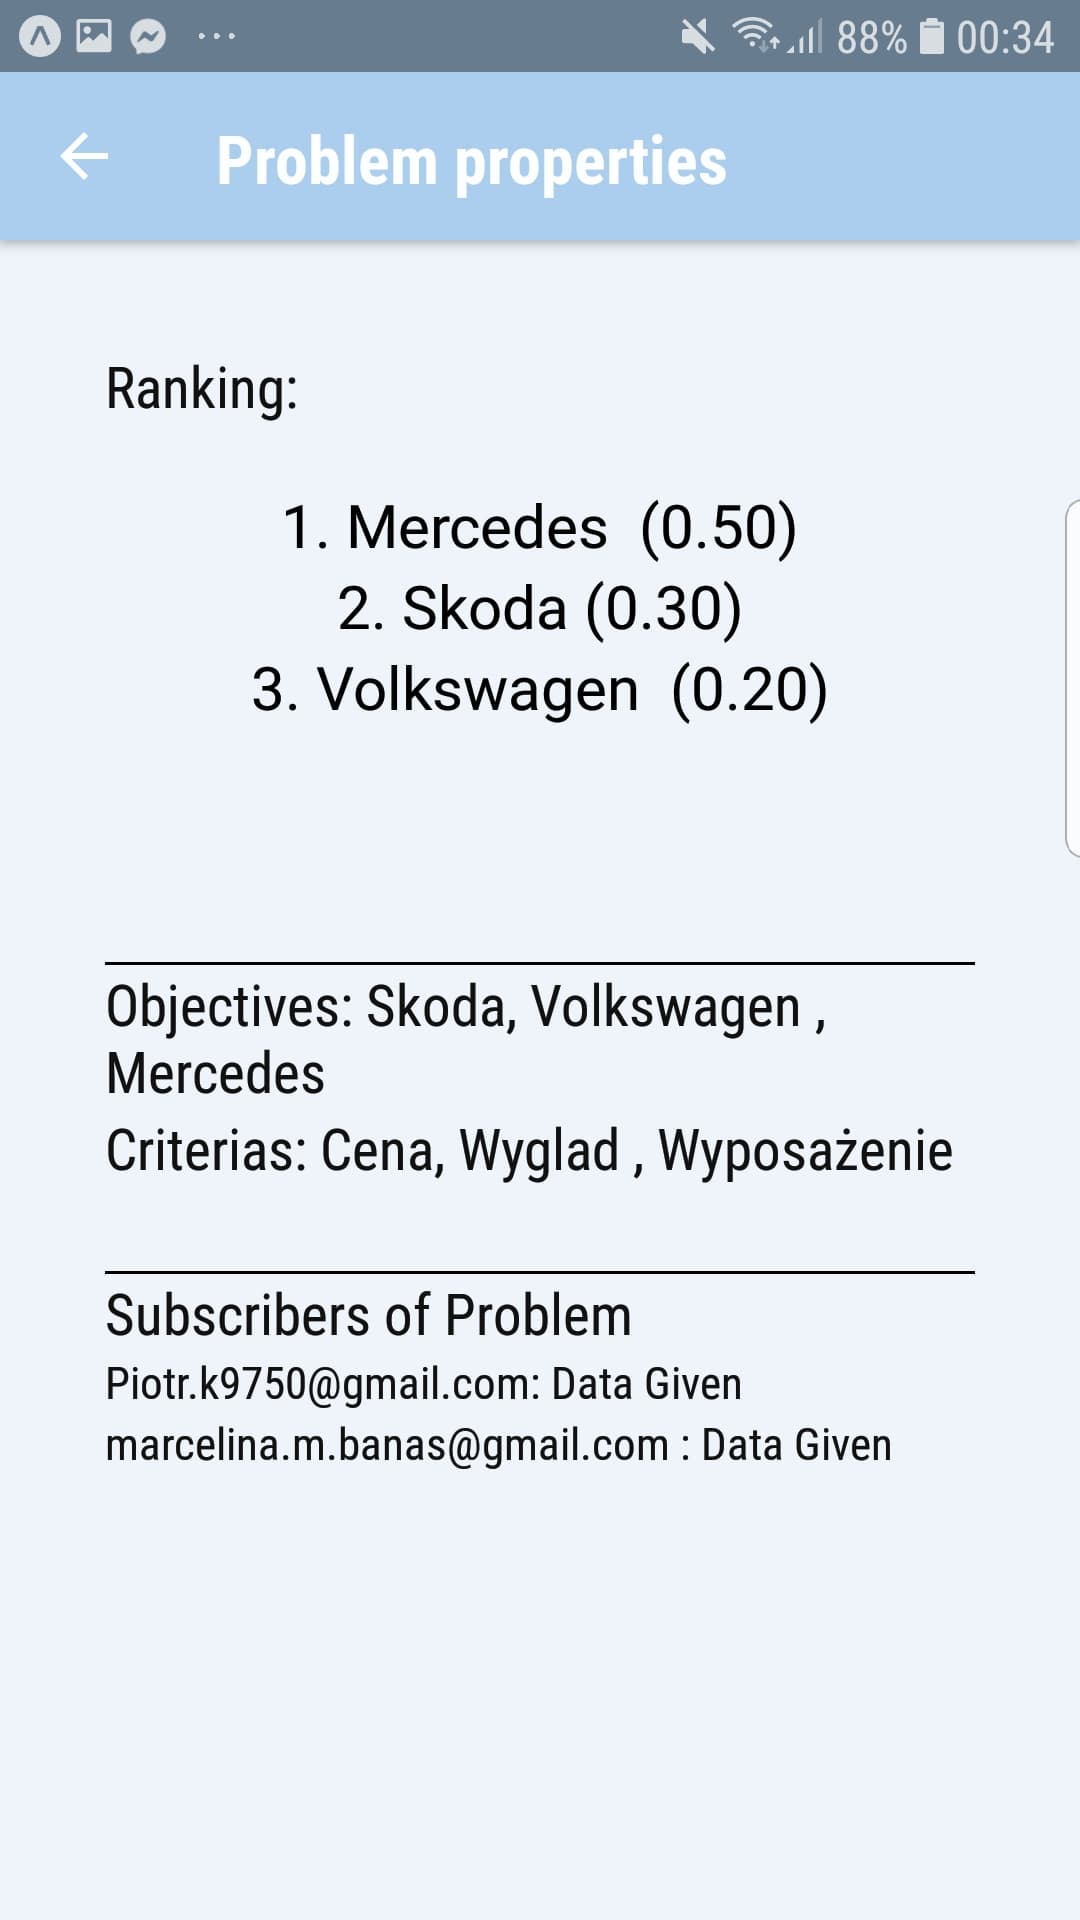 88% 00:34
Problem properties
Ranking:
1. Mercedes (0.50)
2. Skoda (0.30)
3. Volkswagen (0.20)
Objectives: Skoda, Volkswagen ,
Mercedes
Criterias: Cena, Wyglad , Wyposażenie
Subscribers of Problem
Piotr.k9750@gmail.com: Data Given
marcelina.m.banas@gmail.com : Data Given